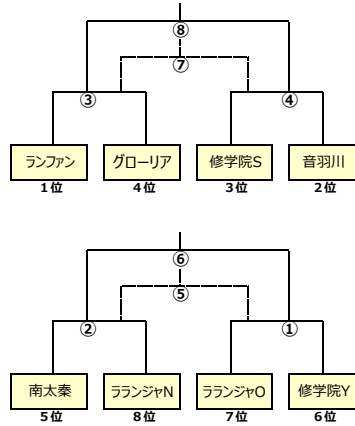 ⑧
⑦
③ ④
ランファン グローリア 修学院S 音羽川
1位 4位 3位 2位
⑥
⑤
② ①
南太秦 ラランジャN ラランジャO 修学院Y
5位 8位 7位 6位